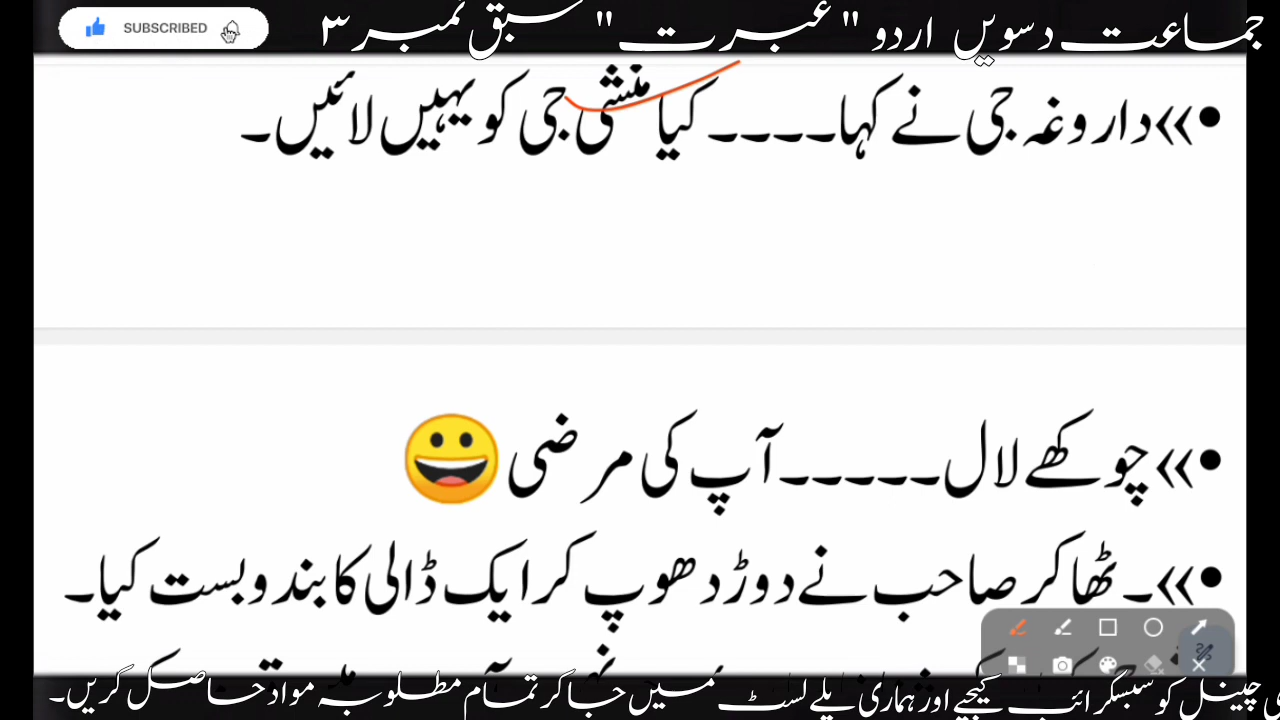 جماعت دسویں اردو "عبرت" سبق نمبر ۳
SUBSCRIBED
•》داروغہ جی نے کہا۔۔۔۔ کیا منشی جی کو یہیں لائیں۔
•》چوکھے لال۔۔۔۔۔آپ کی مرضی 😀
•》۔ ٹھاکر صاحب نے دوڑ دھوپ کر ایک ڈالی کا بندوبست کیا۔
چینل کو سبسکرائب کیجیے اور ہماری پلے لسٹ میں جا کر تمام مطلوبہ مواد حاصل کریں۔